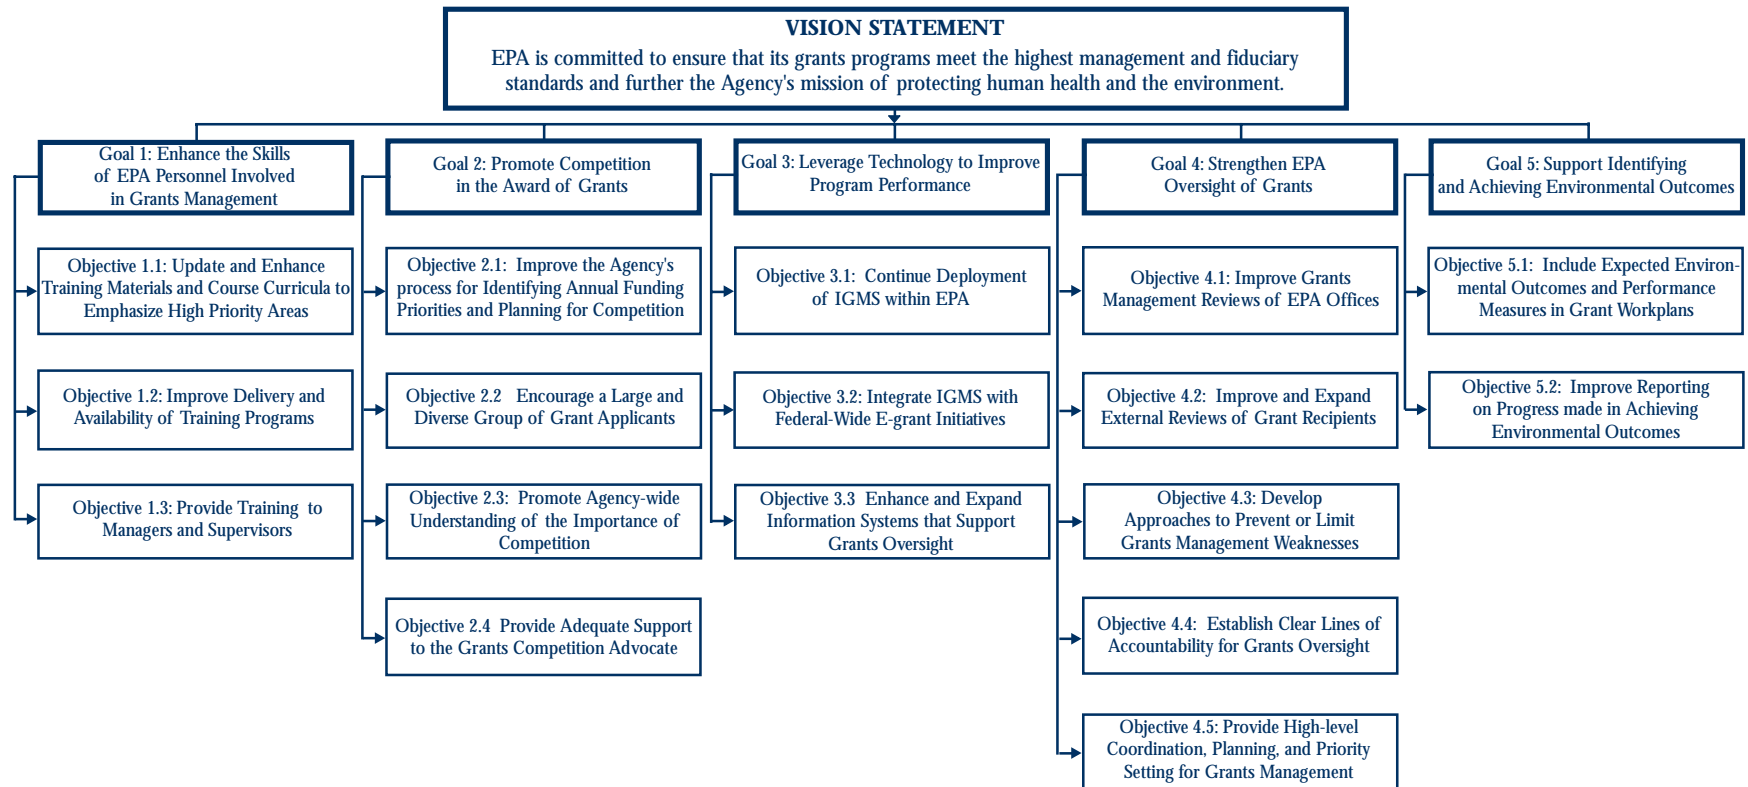 VISION STATEMENT
EPA is committed to ensure that its grants programs meet the highest management and fiduciary
standards and further the Agency's mission of protecting human health and the environment.
Goal 1: Enhance the Skills
of EPA Personnel Involved
in Grants Management
Objective 1.1: Update and Enhance
Training Materials and Course Curricula to
Emphasize High Priority Areas
Objective 1.2: Improve Delivery and
Availability of Training Programs
Objective 1.3: Provide Training to
Managers and Supervisors
Goal 2: Promote Competition
in the Award of Grants
Objective 2.1: Improve the Agency's
process for Identifying Annual Funding
Priorities and Planning for Competition
Objective 2.2 Encourage a Large and
Diverse Group of Grant Applicants
Objective 2.3: Promote Agency-wide
Understanding of the Importance of
Competition
Objective 2.4 Provide Adequate Support
to the Grants Competition Advocate
Goal 3: Leverage Technology to Improve
Program Performance
Objective 3.1: Continue Deployment
of IGMS within EPA
Objective 3.2: Integrate IGMS with
Federal-Wide E-grant Initiatives
Objective 3.3 Enhance and Expand
Information Systems that Support
Grants Oversight
Goal 4: Strengthen EPA
Oversight of Grants
Objective 4.1: Improve Grants
Management Reviews of EPA Offices
Objective 4.2: Improve and Expand
External Reviews of Grant Recipients
Objective 4.3: Develop
Approaches to Prevent or Limit
Grants Management Weaknesses
Objective 4.4: Establish Clear Lines of
Accountability for Grants Oversight
Objective 4.5: Provide High-level
Coordination, Planning, and Priority
Setting for Grants Management
Goal 5: Support Identifying
and Achieving Environmental Outcomes
Objective 5.1: Include Expected Environ-
mental Outcomes and Performance
Measures in Grant Workplans
Objective 5.2: Improve Reporting
on Progress made in Achieving
Environmental Outcomes